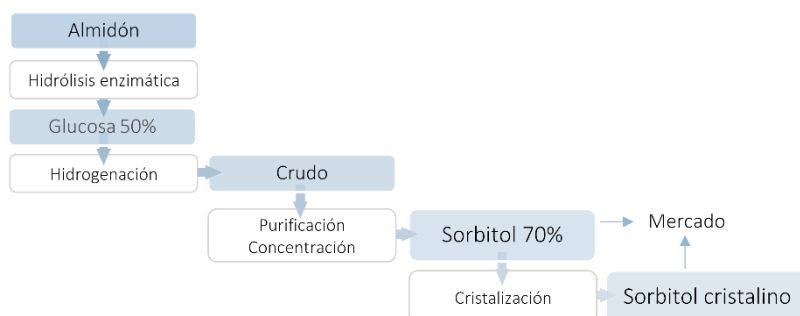 Almidón
Hidrólisis enzimática
Glucosa 50%
Hidrogenación
Crudo
Purificación
Concentración
Sorbitol 70%
Mercado
Cristalización
Sorbitol cristalino